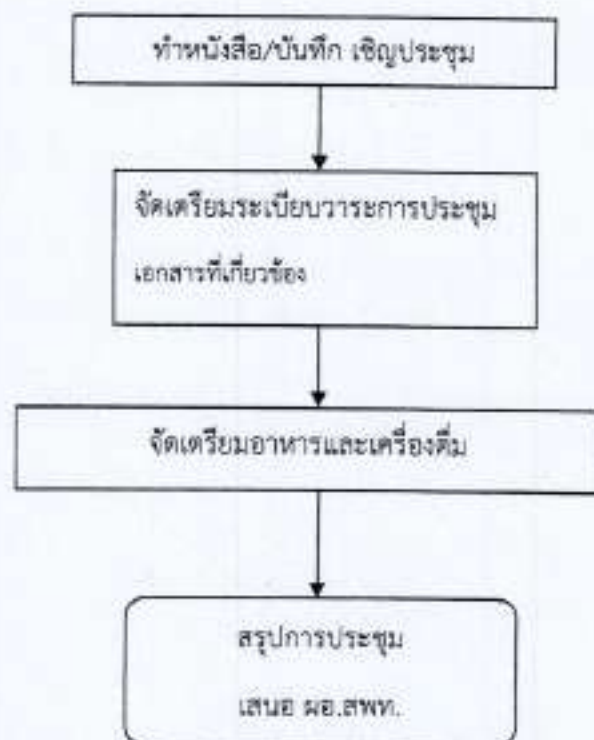 ทำหนังสือ/บันทึก เชิญประชุม
จัดเตรียมระเบียบวาระการประชุม
เอกสารที่เกี่ยวข้อง
จัดเตรียมอาหารและเครื่องดื่ม
สรุปการประชุม
เสนอ ผอ.สพท.